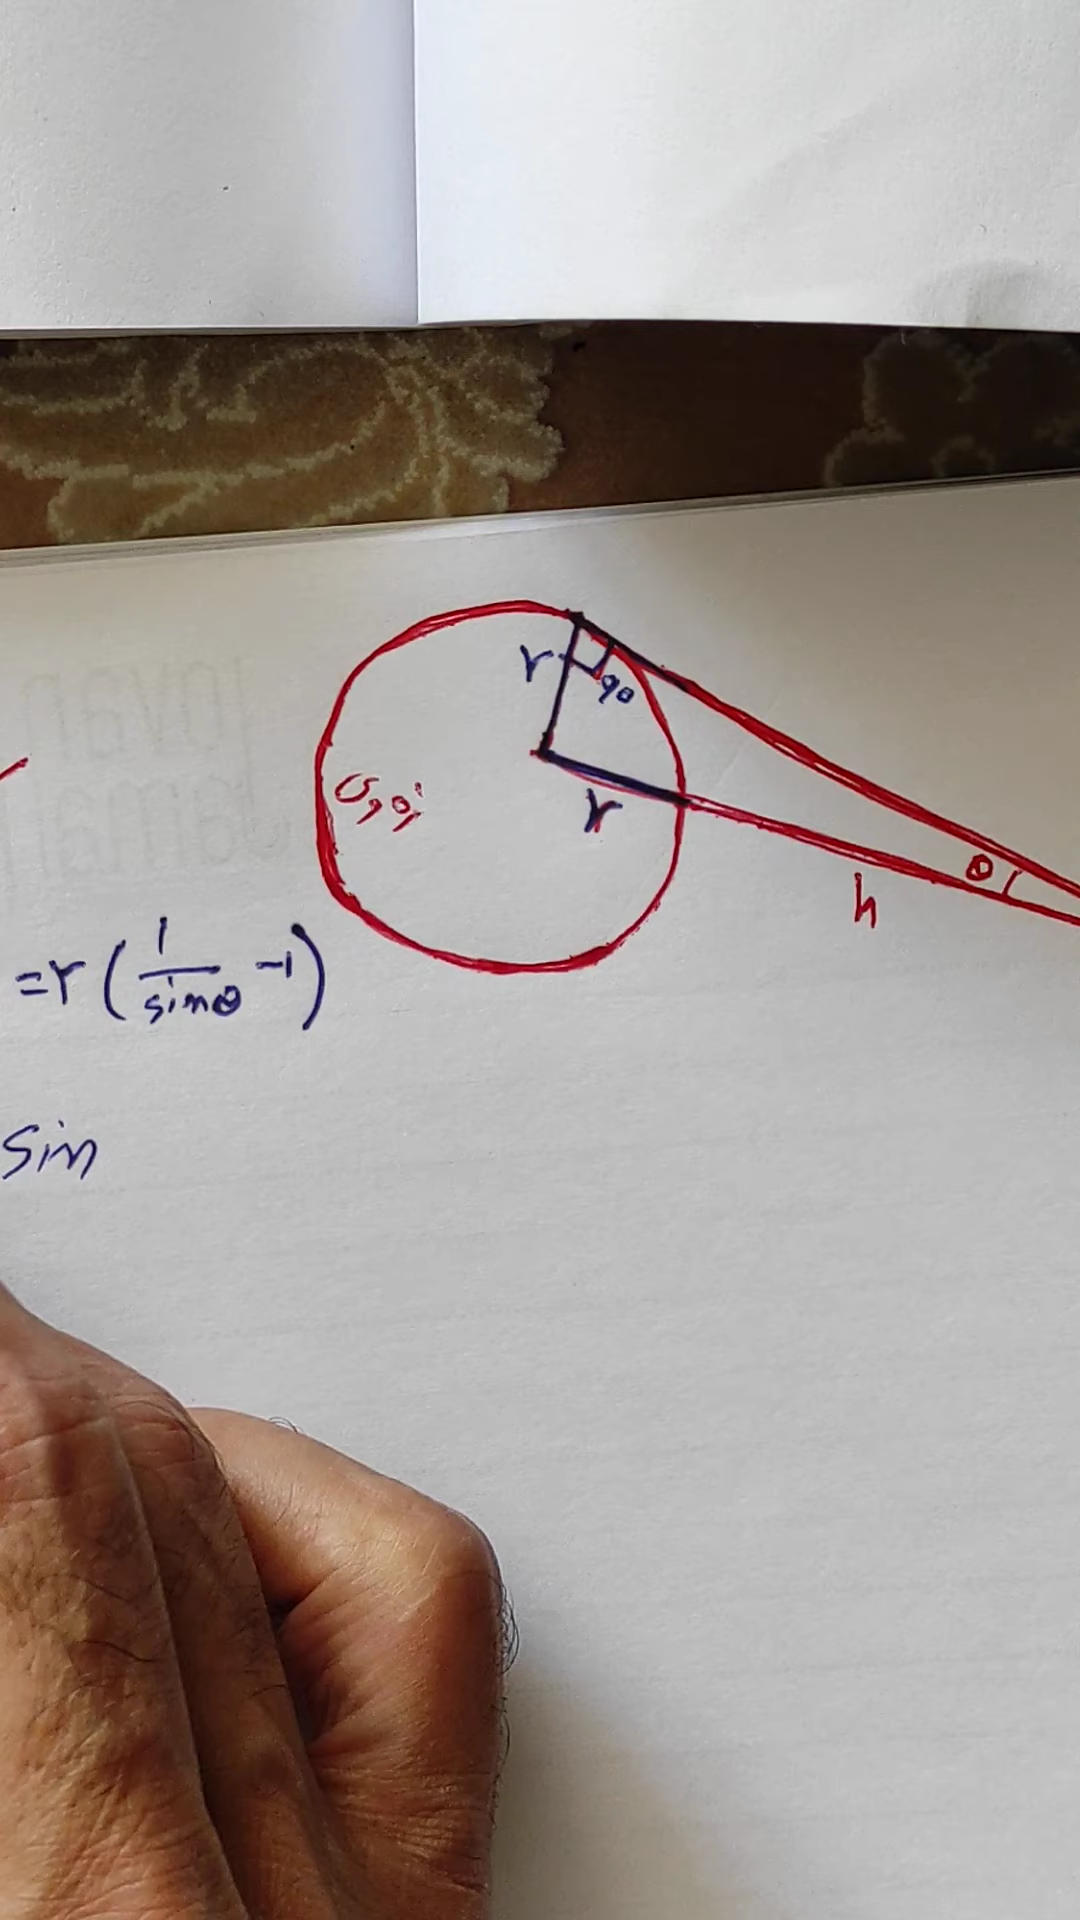 r
90
r
θ
h
=r(1/sinθ -1)
sin